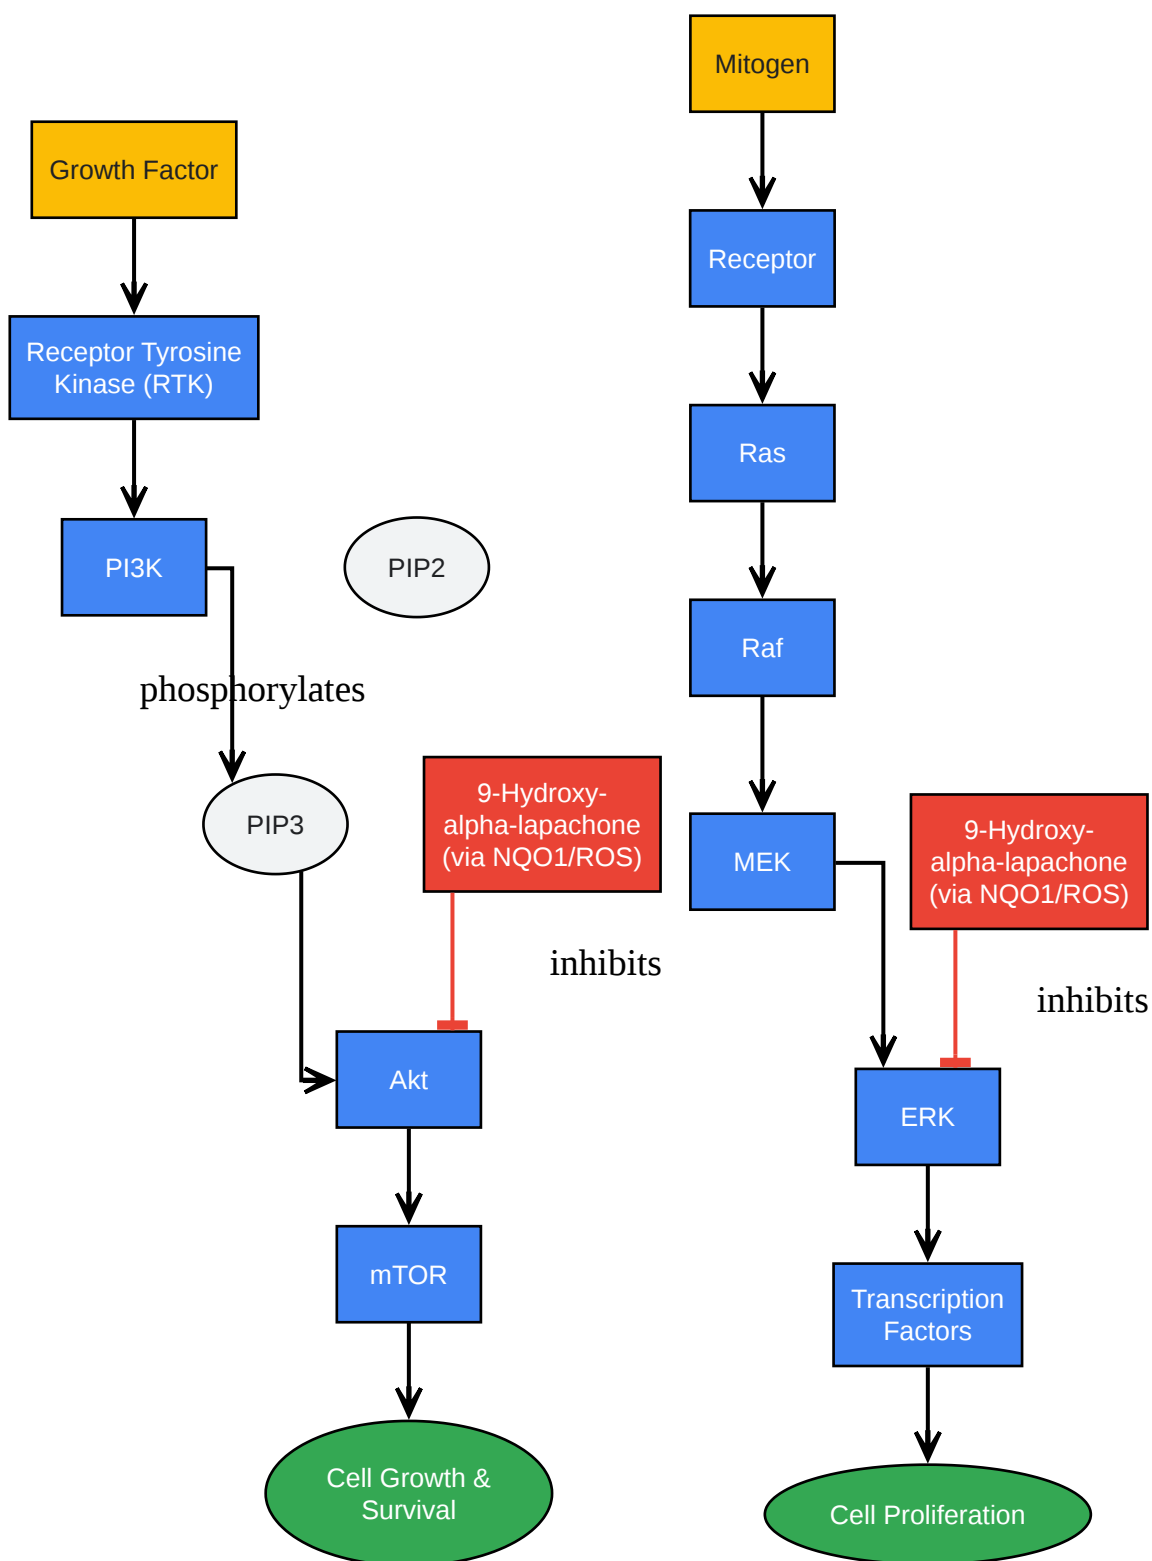 Growth Factor
Receptor Tyrosine
Kinase (RTK)
PI3K
PIP2
phosphorylates
PIP3
9-Hydroxy-
alpha-lapachone
(via NQO1/ROS)
inhibits
Akt
mTOR
Cell Growth &
Survival
Mitogen
Receptor
Ras
Raf
MEK
9-Hydroxy-
alpha-lapachone
(via NQO1/ROS)
inhibits
ERK
Transcription
Factors
Cell Proliferation